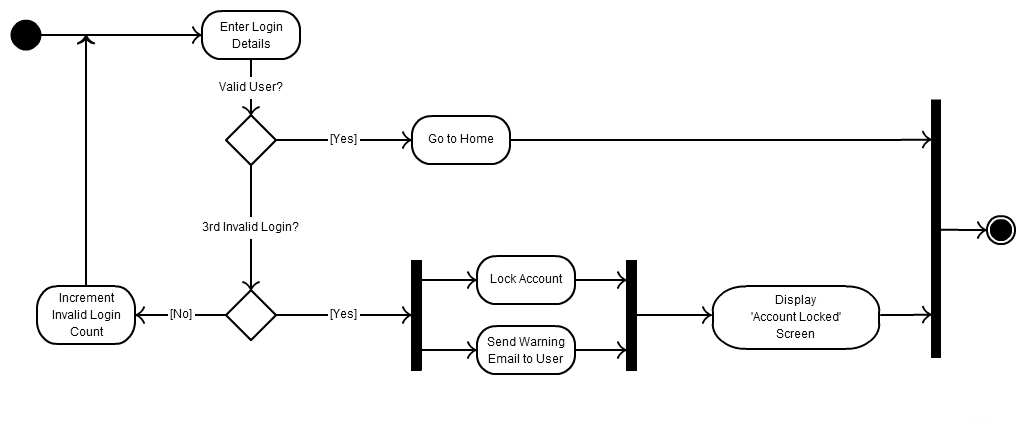 Enter Login
Details
Valid User?
[Yes]
Go to Home
3rd Invalid Login?
Lock Account
Increment
Invalid Login
Count
[No]
[Yes]
Display
'Account Locked'
Screen
Send Warning
Email to User